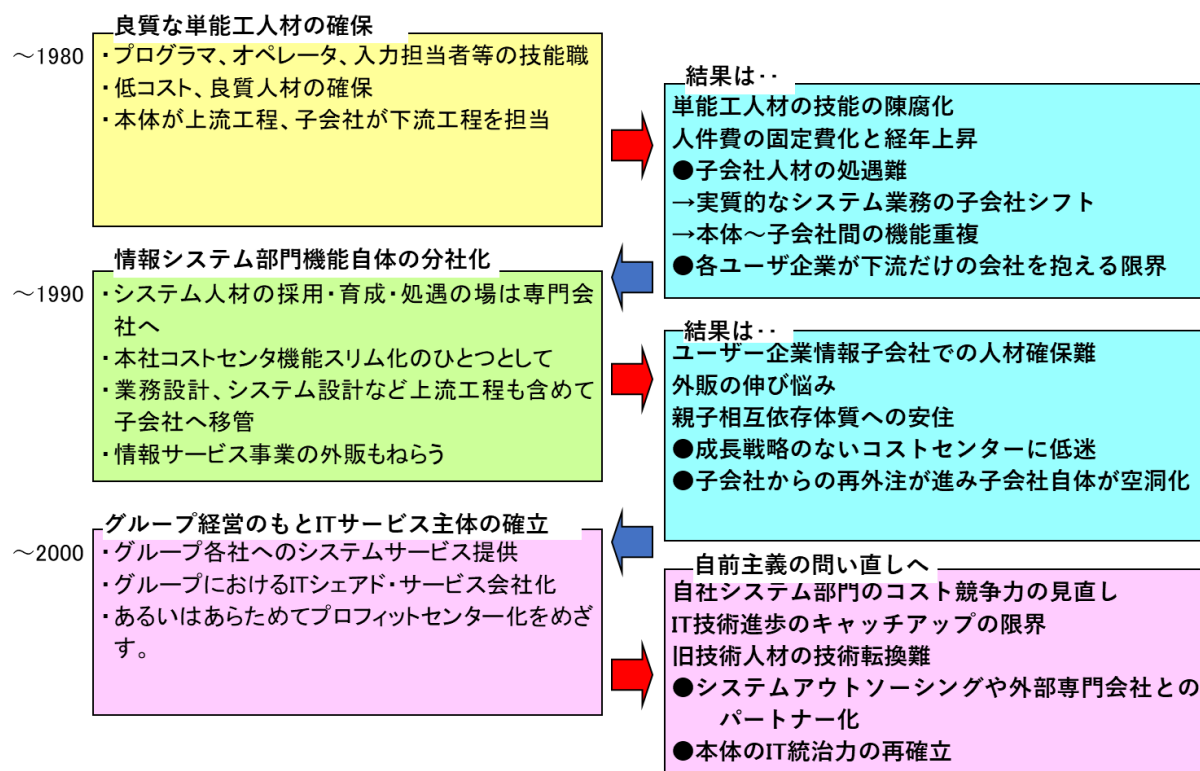 良質な単能工人材の確保
～1980
・プログラマ、オペレータ、入力担当者等の技能職
・低コスト、良質人材の確保
・本体が上流工程、子会社が下流工程を担当
結果は‥
単能工人材の技能の陳腐化
人件費の固定費化と経年上昇
●子会社人材の処遇難
→実質的なシステム業務の子会社シフト
→本体～子会社間の機能重複
●各ユーザ企業が下流だけの会社を抱える限界
情報システム部門機能自体の分社化
～1990
・システム人材の採用・育成・処遇の場は専門会
社へ
・本社コストセンタ機能スリム化のひとつとして
・業務設計、システム設計など上流工程も含めて
子会社へ移管
・情報サービス事業の外販もねらう
結果は‥
ユーザー企業情報子会社での人材確保難
外販の伸び悩み
親子相互依存体質への安住
●成長戦略のないコストセンターに低迷
●子会社からの再外注が進み子会社自体が空洞化
グループ経営のもとITサービス主体の確立
～2000
・グループ各社へのシステムサービス提供
・グループにおけるITシェアド・サービス会社化
・あるいはあらためてプロフィットセンター化をめざ
す。
自前主義の問い直しへ
自社システム部門のコスト競争力の見直し
IT技術進歩のキャッチアップの限界
旧技術人材の技術転換難
●システムアウトソーシングや外部専門会社との
パートナー化
●本体のIT統治力の再確立